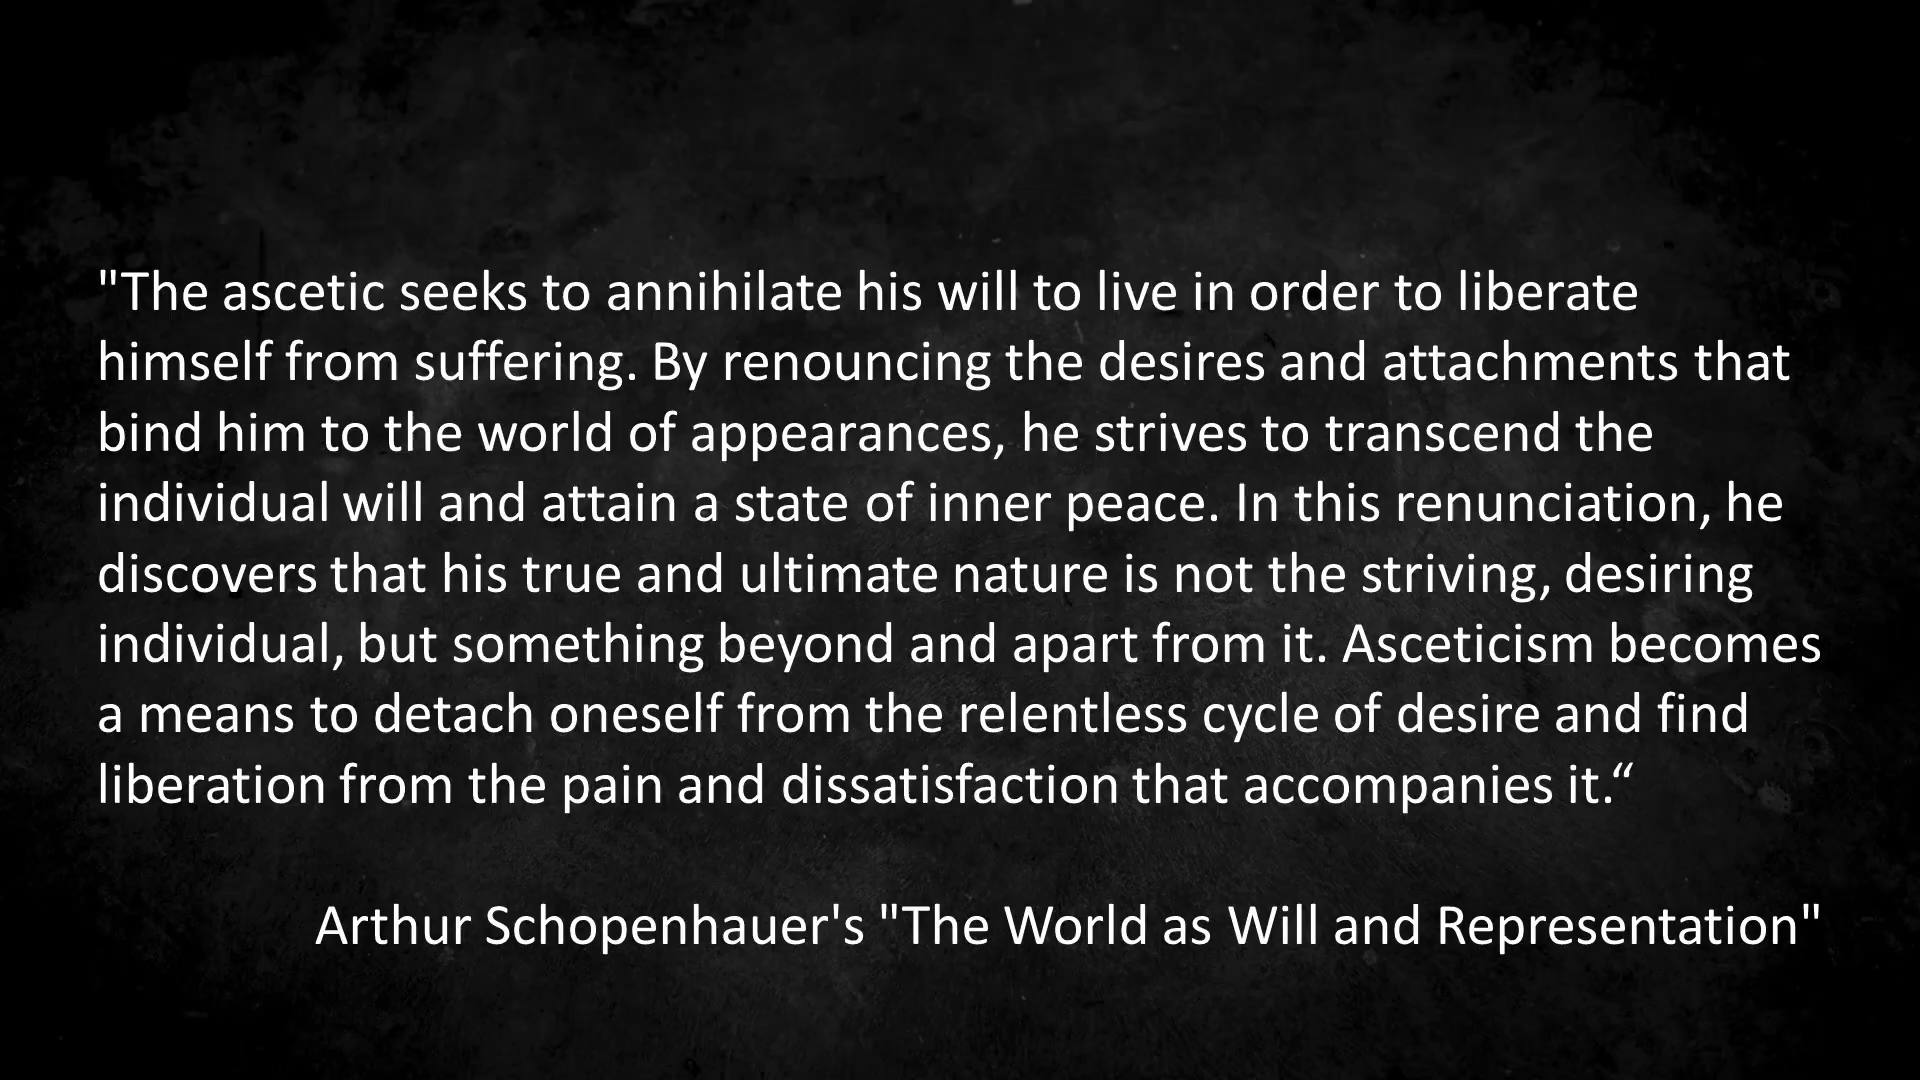 "The ascetic seeks to annihilate his will to live in order to liberate
himself from suffering. By renouncing the desires and attachments that
bind him to the world of appearances, he strives to transcend the
individual will and attain a state of inner peace. In this renunciation, he
discovers that his true and ultimate nature is not the striving, desiring
individual, but something beyond and apart from it. Asceticism becomes
a means to detach oneself from the relentless cycle of desire and find
liberation from the pain and dissatisfaction that accompanies it.“
Arthur Schopenhauer's "The World as Will and Representation"